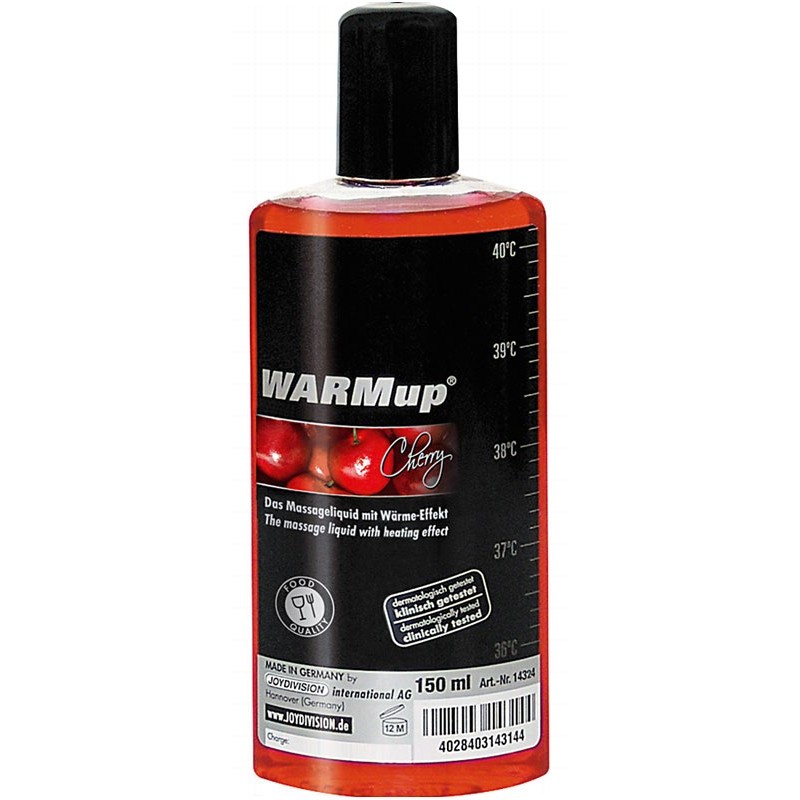 40°C
39°C
WARMup®
Cherry
38°C
Das Massageliquid mit Wärme-Effekt
The massage liquid with heating effect
37°C
FOOD
QUALITY
dermatologisch getestet
klinisch getestet
dermatologically tested
clinically tested
36°C
MADE IN GERMANY by
JOYDIVISION international AG
Hannover (Germany)
www.JOYDIVISION.de
Charge:
150 ml Art.-Nr. 14324
12 M
4028403143144